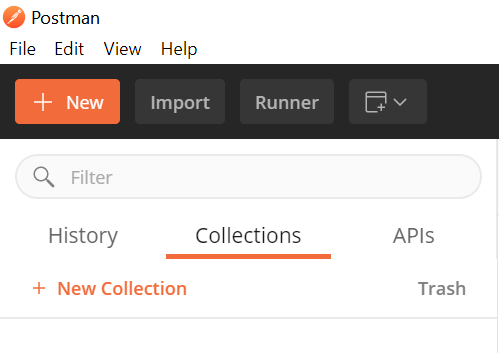 Postman
File Edit View Help
+ New Import Runner
Filter
History Collections APIs
+ New Collection Trash